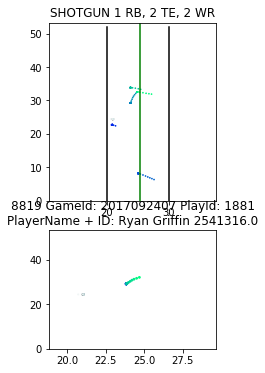 SHOTGUN 1 RB, 2 TE, 2 WR
50
40
30
20
10
0
20 30
8819 GameId: 2017092407 PlayId: 1881
PlayerName + ID: Ryan Griffin 2541316.0
40
20
0
20.0 22.5 25.0 27.5